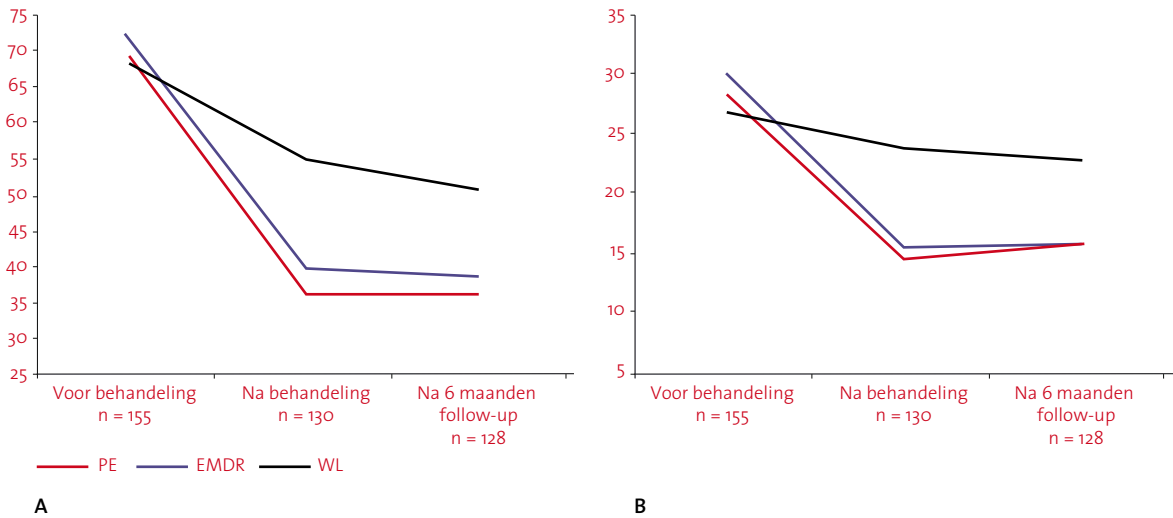 75
70
65
60
55
50
45
40
35
30
25
Voor behandeling
n = 155
Na behandeling
n = 130
Na 6 maanden
follow-up
n = 128
PE
EMDR
WL
A
35
30
25
20
15
10
5
Voor behandeling
n = 155
Na behandeling
n = 130
Na 6 maanden
follow-up
n = 128
B